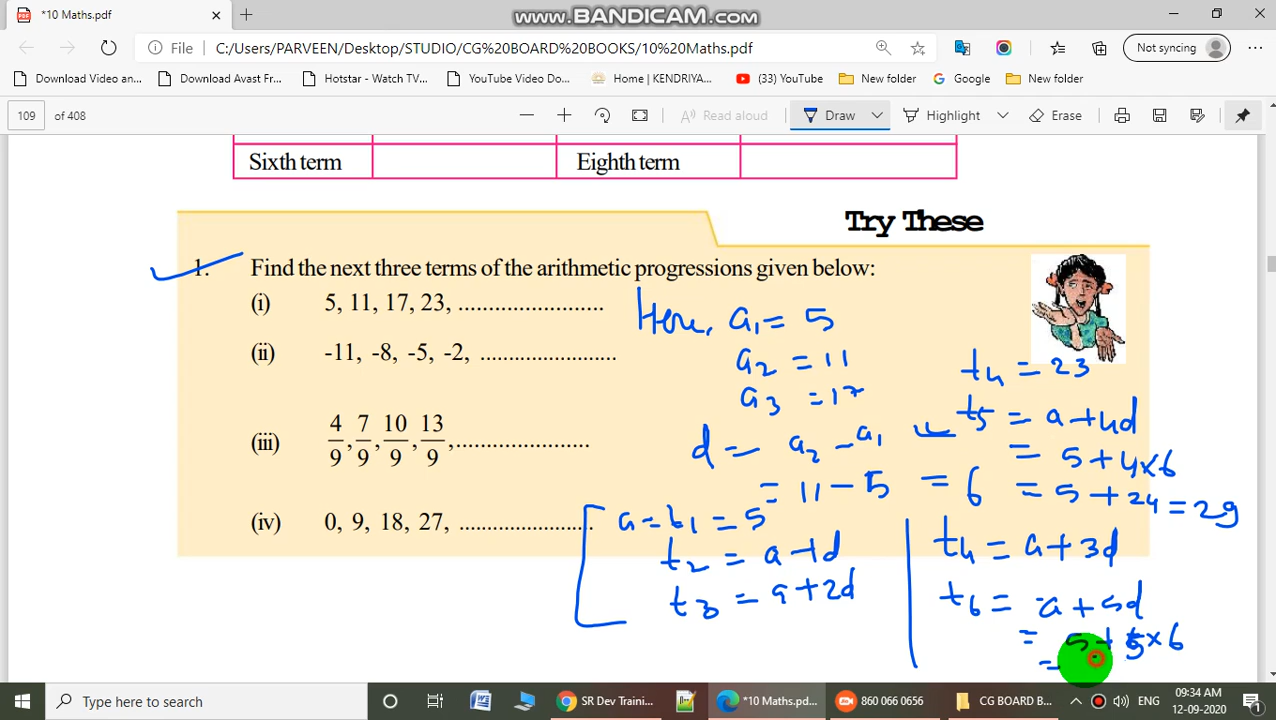 *10 Maths.pdf
www.BANDICAM.com
File C:/Users/PARVEEN/Desktop/STUDIO/CG%20BOARD%20BOOKS/10%20Maths.pdf
Not syncing
Download Video an... Download Avast Fr... Hotstar - Watch TV... YouTube Video Do... Home | KENDRIYA... (33) YouTube New folder Google New folder
109 of 408
Read aloud Draw Highlight Erase
Sixth term Eighth term
Try These
1. Find the next three terms of the arithmetic progressions given below:
(i) 5, 11, 17, 23, ........................
(ii) -11, -8, -5, -2, ......................
(iii) 4/9, 7/9, 10/9, 13/9, ......................
(iv) 0, 9, 18, 27, ......................
Here, a1 = 5
a2 = 11
a3 = 17
d = a2 - a1
= 11 - 5 = 6
a = t1 = 5
t2 = a + d
t3 = a + 2d
t4 = 23
t5 = a + 4d
= 5 + 4×6
= 5 + 24 = 29
t4 = a + 3d
t6 = a + 5d
= 5 + 5×6
=
Type here to search
SR Dev Traini...
*10 Maths.pd...
860 066 0656
CG BOARD B...
ENG
09:34 AM
12-09-2020